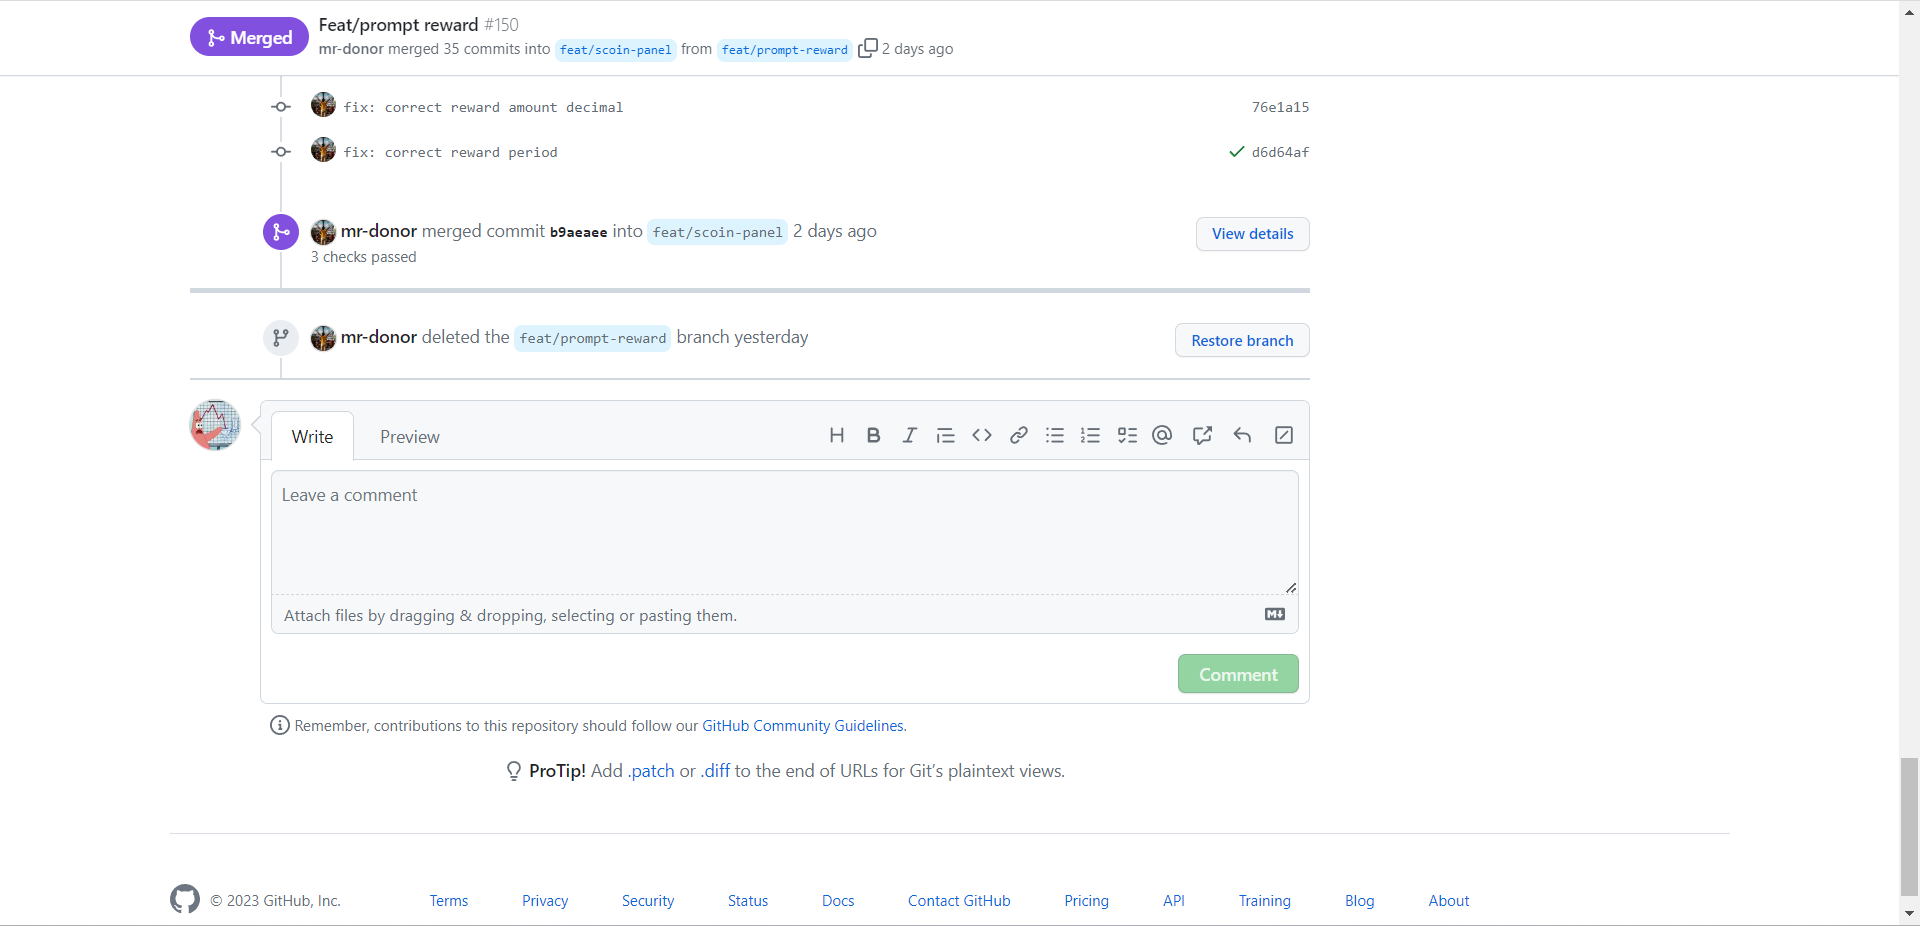 Merged
Feat/prompt reward #150
mr-donor merged 35 commits into feat/scoin-panel from feat/prompt-reward 2 days ago
fix: correct reward amount decimal 76e1a15
fix: correct reward period d6d64af
mr-donor merged commit b9aeaee into feat/scoin-panel 2 days ago View details
3 checks passed
mr-donor deleted the feat/prompt-reward branch yesterday Restore branch
Write Preview
Leave a comment
Attach files by dragging & dropping, selecting or pasting them.
Comment
Remember, contributions to this repository should follow our GitHub Community Guidelines.
ProTip! Add .patch or .diff to the end of URLs for Git's plaintext views.
© 2023 GitHub, Inc. Terms Privacy Security Status Docs Contact GitHub Pricing API Training Blog About